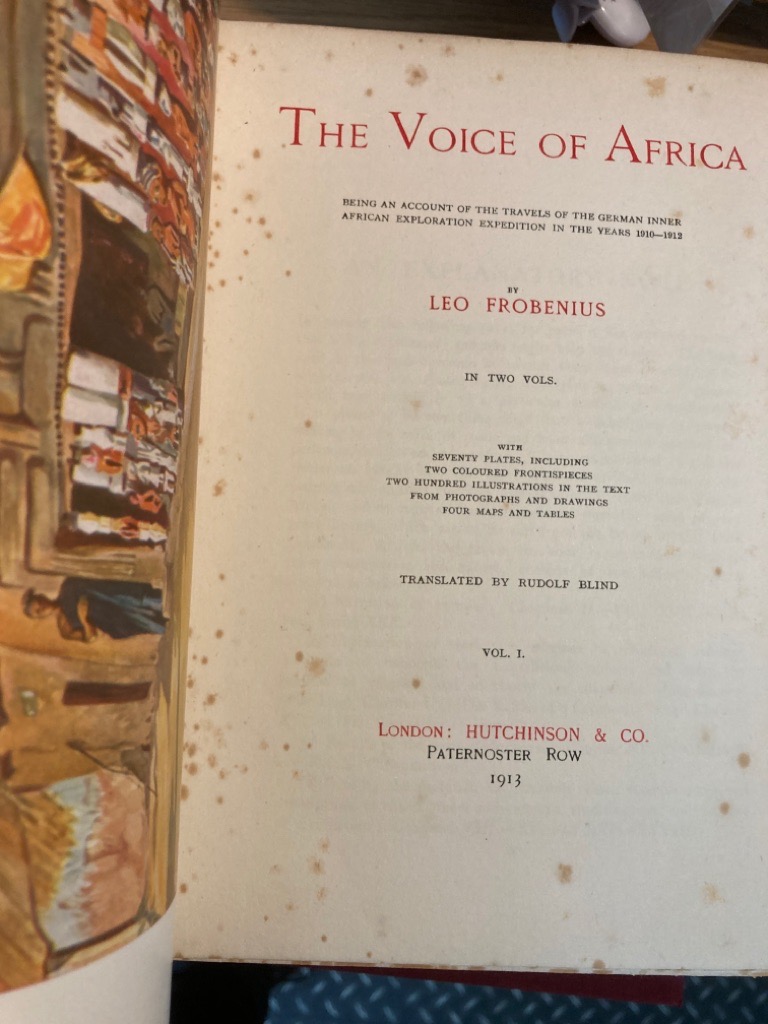 THE VOICE OF AFRICA
BEING AN ACCOUNT OF THE TRAVELS OF THE GERMAN INNER
AFRICAN EXPLORATION EXPEDITION IN THE YEARS 1910—1912
BY
LEO FROBENIUS
IN TWO VOLS.
WITH
SEVENTY PLATES, INCLUDING
TWO COLOURED FRONTISPIECES
TWO HUNDRED ILLUSTRATIONS IN THE TEXT
FROM PHOTOGRAPHS AND DRAWINGS
FOUR MAPS AND TABLES
TRANSLATED BY RUDOLF BLIND
VOL. I.
LONDON: HUTCHINSON & CO.
PATERNOSTER ROW
1913